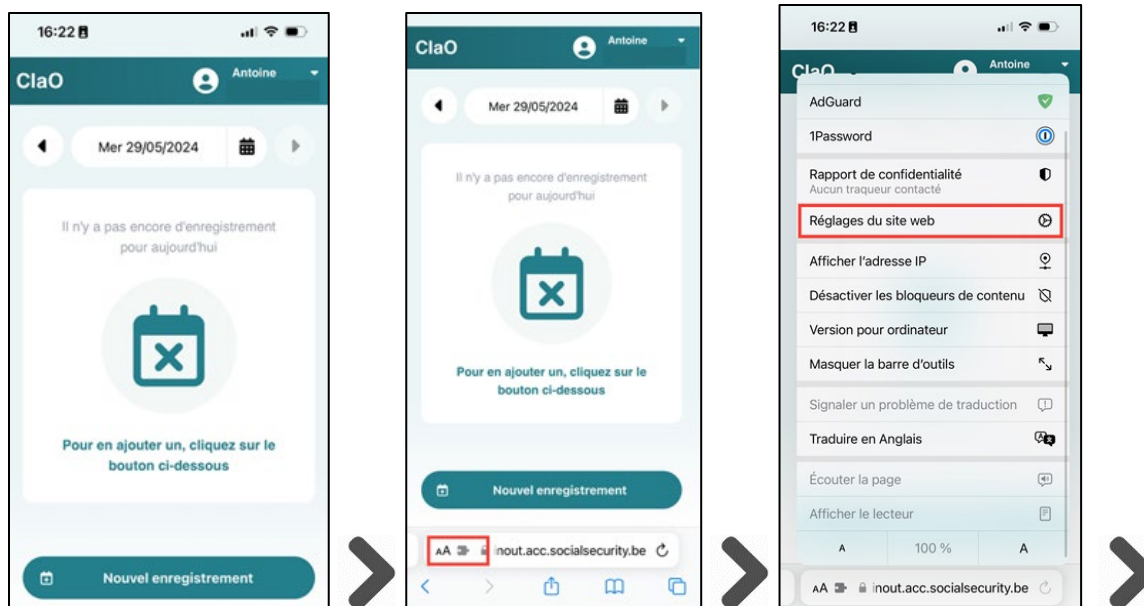 16:22
ClaO
Antoine
Mer 29/05/2024
Il n'y a pas encore d'enregistrement
pour aujourd'hui
Pour en ajouter un, cliquez sur le
bouton ci-dessous
Nouvel enregistrement
ClaO
Antoine
Mer 29/05/2024
Il n'y a pas encore d'enregistrement
pour aujourd'hui
Pour en ajouter un, cliquez sur le
bouton ci-dessous
Nouvel enregistrement
AA inout.acc.socialsecurity.be
16:22
ClaO
Antoine
AdGuard
1Password
Rapport de confidentialité
Aucun traqueur contacté
Réglages du site web
Afficher l'adresse IP
Désactiver les bloqueurs de contenu
Version pour ordinateur
Masquer la barre d'outils
Signaler un problème de traduction
Traduire en Anglais
Écouter la page
Afficher le lecteur
A 100 % A
AA inout.acc.socialsecurity.be